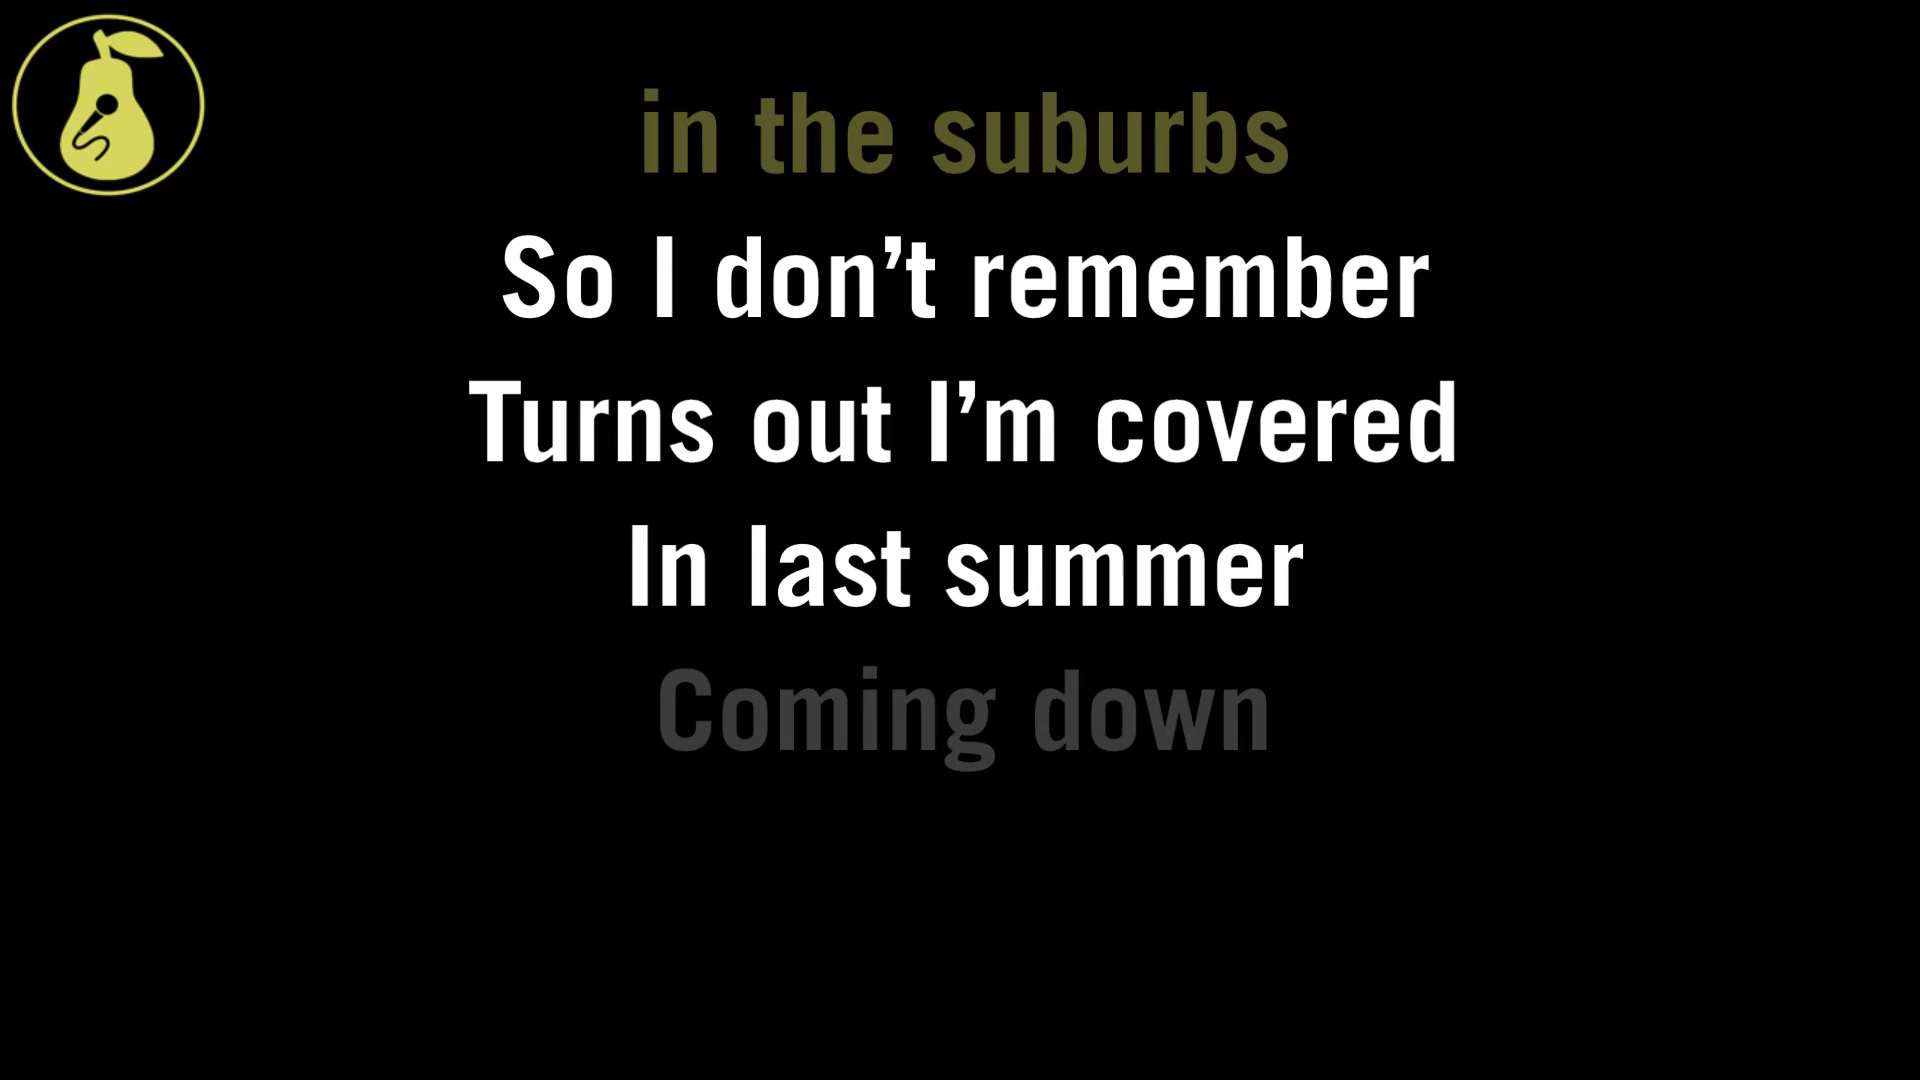 in the suburbs
So I don’t remember
Turns out I’m covered
In last summer
Coming down